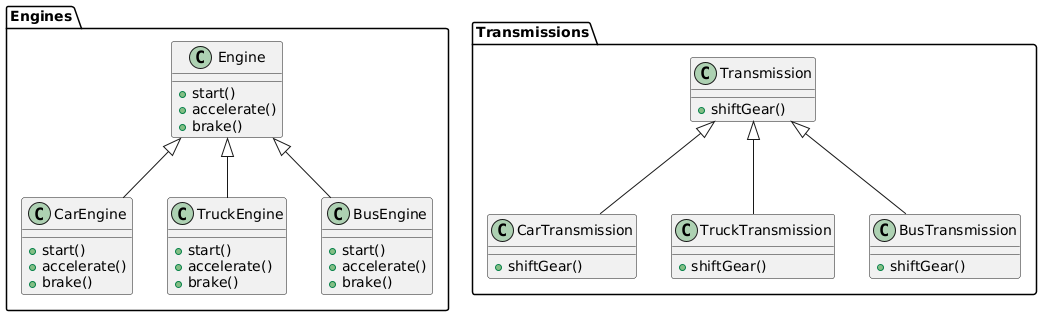 Engines
C Engine
start()
accelerate()
brake()
C CarEngine
start()
accelerate()
brake()
C TruckEngine
start()
accelerate()
brake()
C BusEngine
start()
accelerate()
brake()
Transmissions
C Transmission
shiftGear()
C CarTransmission
shiftGear()
C TruckTransmission
shiftGear()
C BusTransmission
shiftGear()